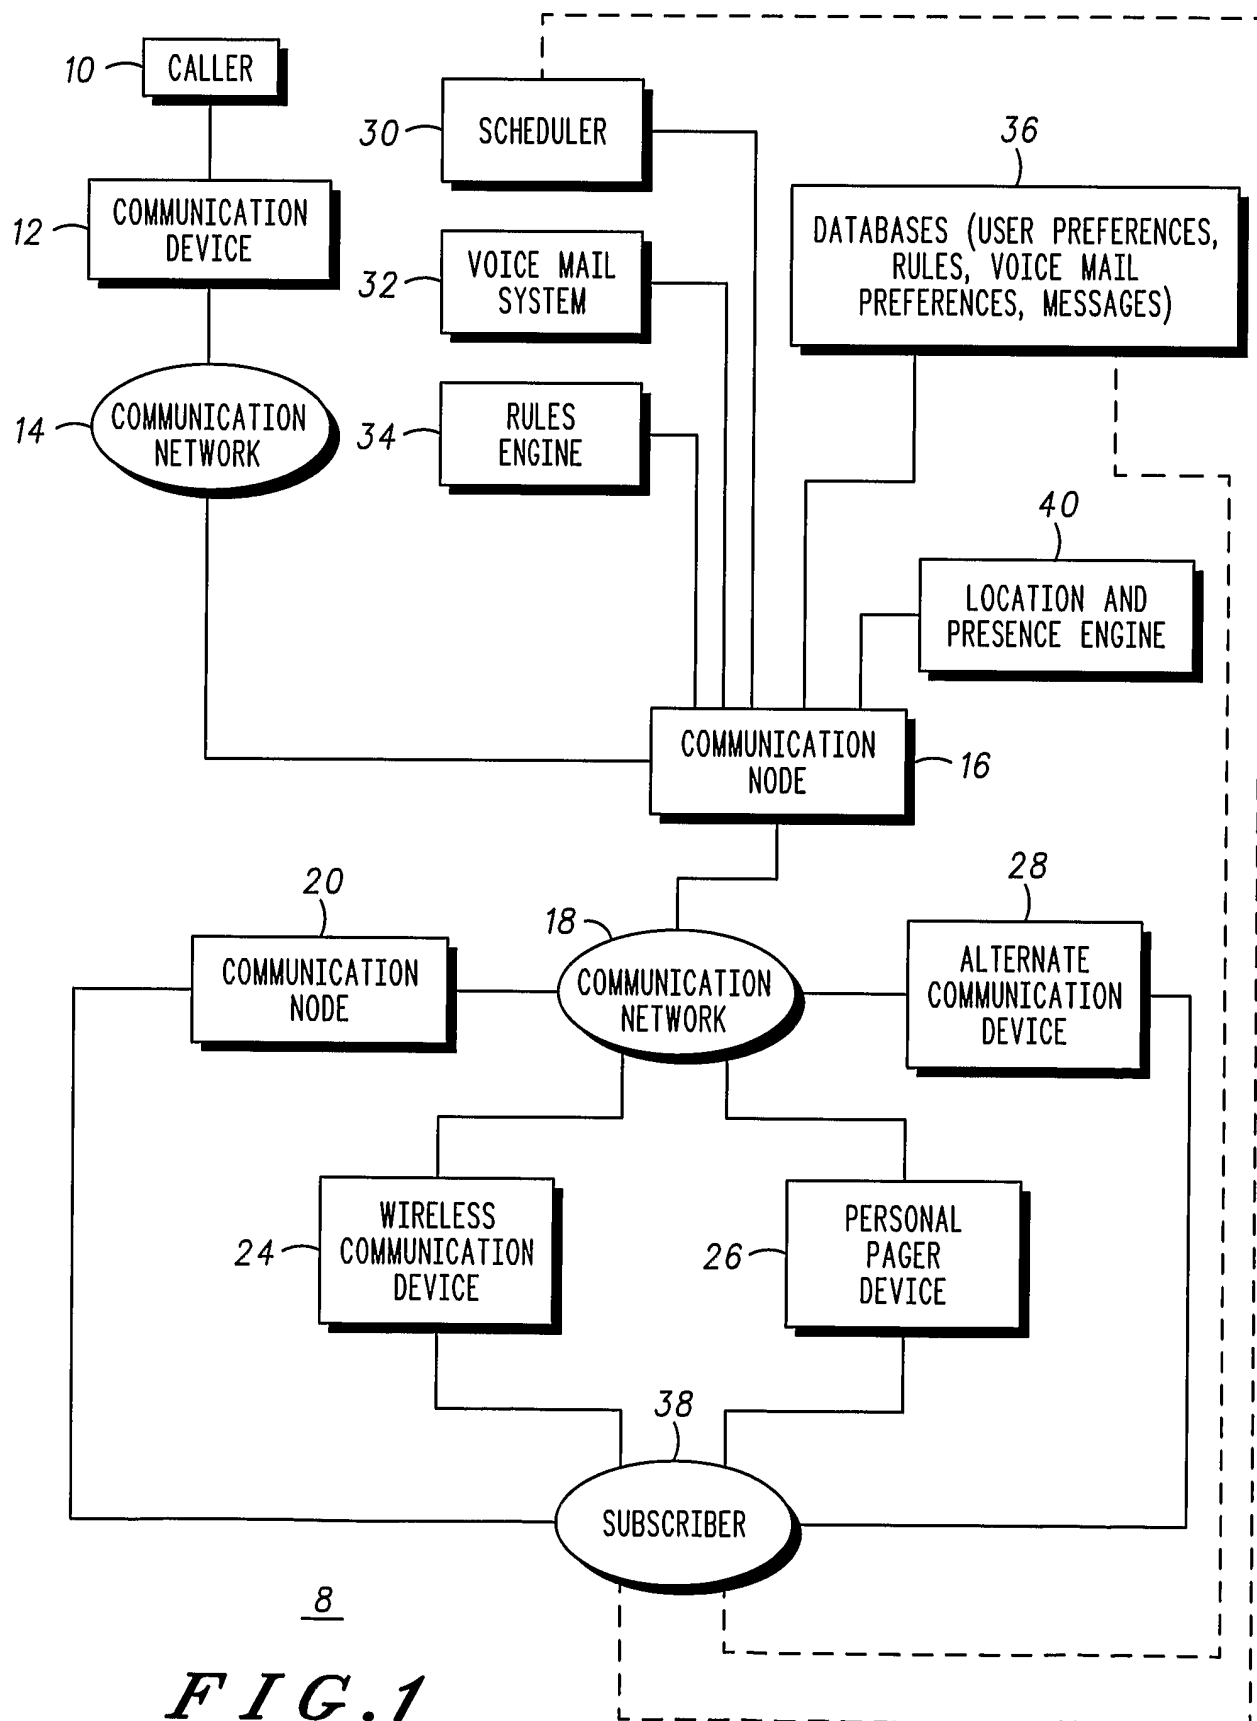 10
CALLER
30
SCHEDULER
36
12
COMMUNICATION
DEVICE
32
VOICE MAIL
SYSTEM
DATABASES (USER PREFERENCES,
RULES, VOICE MAIL
PREFERENCES, MESSAGES)
14
COMMUNICATION
NETWORK
34
RULES
ENGINE
40
LOCATION AND
PRESENCE ENGINE
COMMUNICATION
NODE
16
20
COMMUNICATION
NODE
18
COMMUNICATION
NETWORK
28
ALTERNATE
COMMUNICATION
DEVICE
24
WIRELESS
COMMUNICATION
DEVICE
26
PERSONAL
PAGER
DEVICE
38
SUBSCRIBER
8
FIG.1